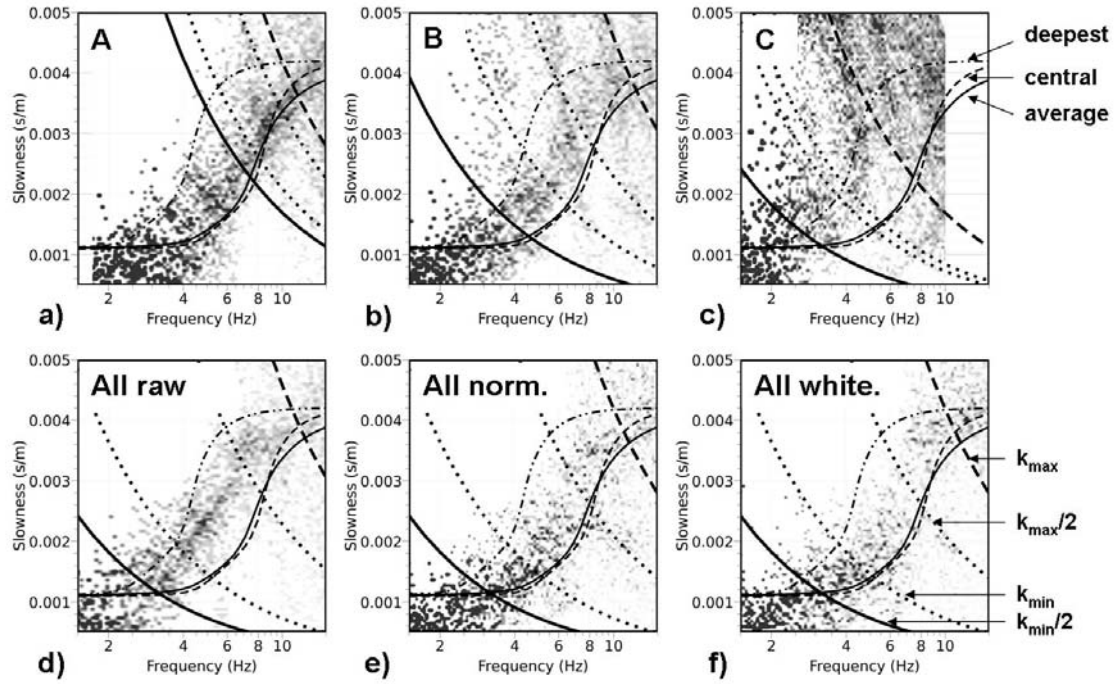 A
B
C
deepest
central
average
0.005
0.004
0.003
0.002
0.001
Slowness (s/m)
2
4
6
8
10
Frequency (Hz)
a)
0.005
0.004
0.003
0.002
0.001
Slowness (s/m)
2
4
6
8
10
Frequency (Hz)
b)
0.005
0.004
0.003
0.002
0.001
Slowness (s/m)
2
4
6
8
10
Frequency (Hz)
c)
All raw
0.005
0.004
0.003
0.002
0.001
Slowness (s/m)
2
4
6
8
10
Frequency (Hz)
d)
All norm.
0.005
0.004
0.003
0.002
0.001
Slowness (s/m)
2
4
6
8
10
Frequency (Hz)
e)
All white.
0.005
0.004
0.003
0.002
0.001
Slowness (s/m)
2
4
6
8
10
Frequency (Hz)
f)
kmax
kmax/2
kmin
kmin/2